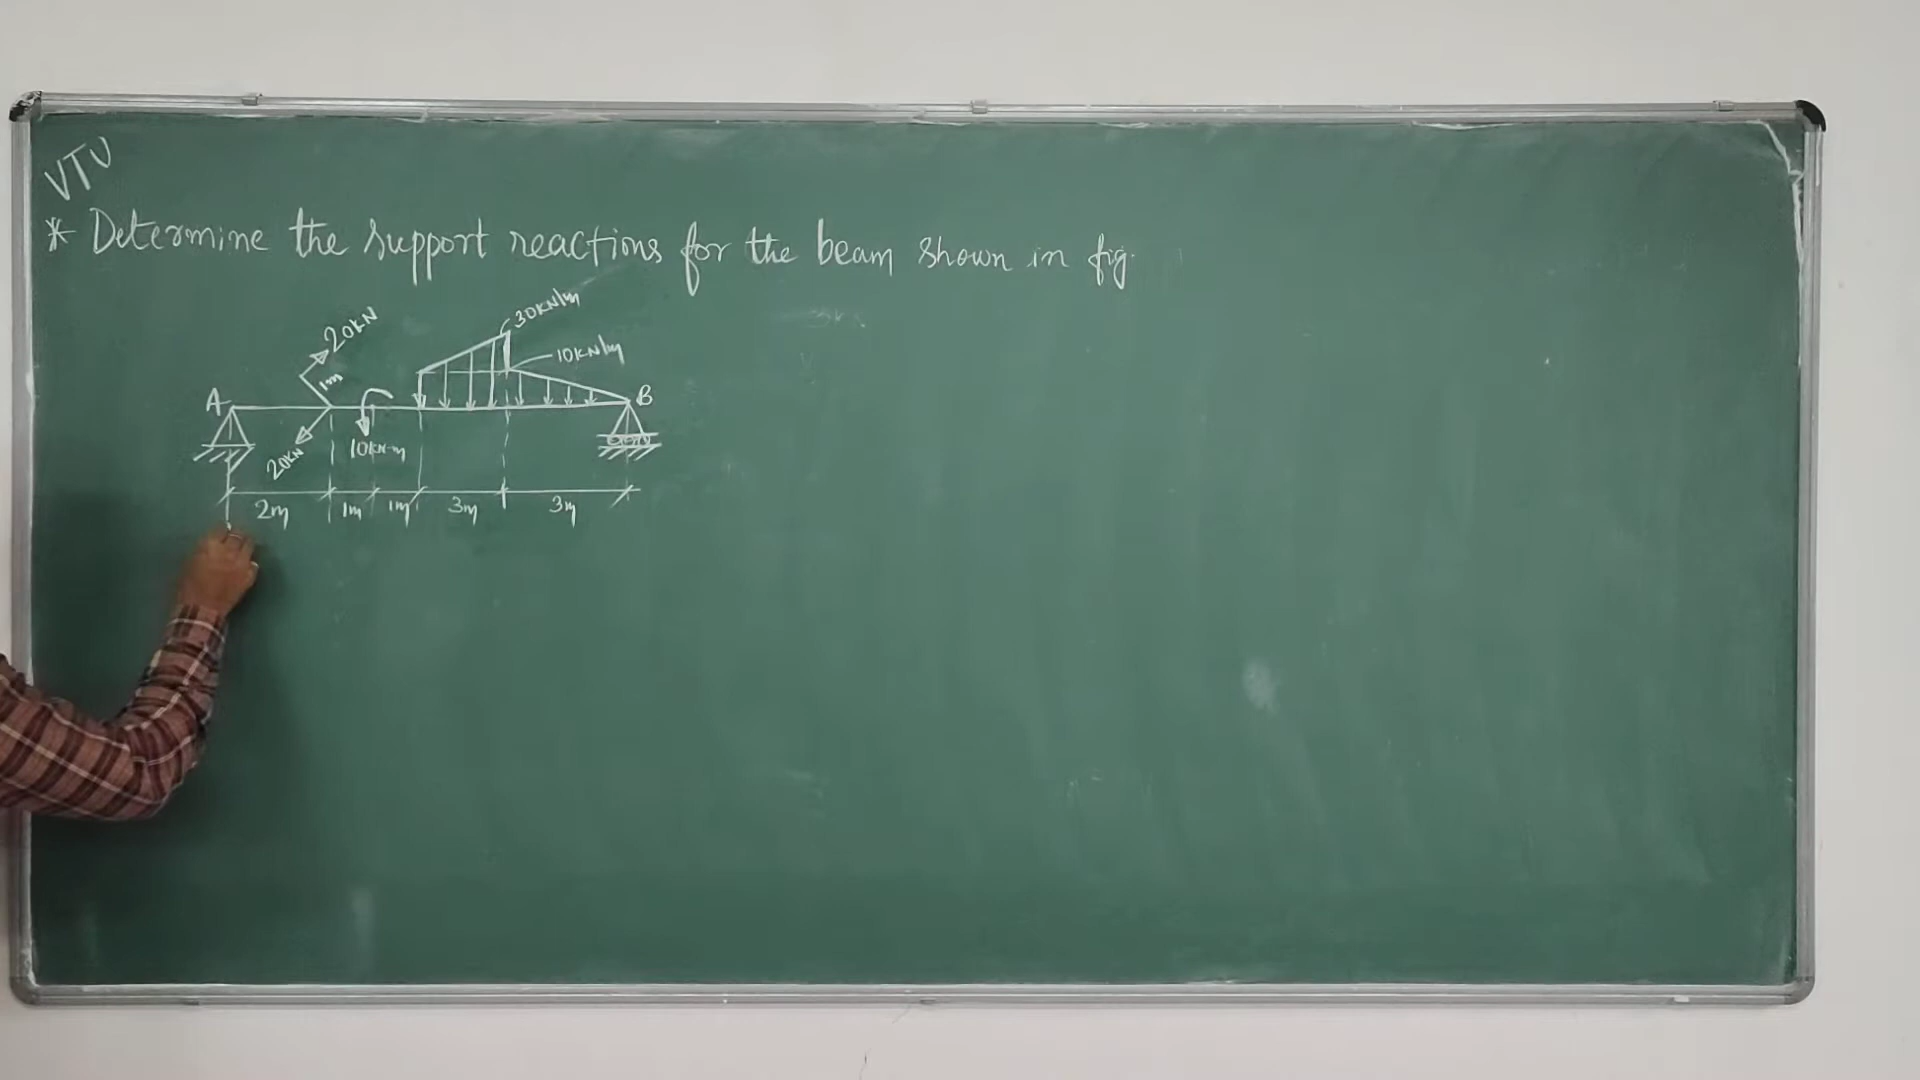 VTU
* Determine the support reactions for the beam shown in fig.
20KN
30KN/m
10KN/m
1m
A
B
20KN
10KN-m
2m 1m 1m 3m 3m